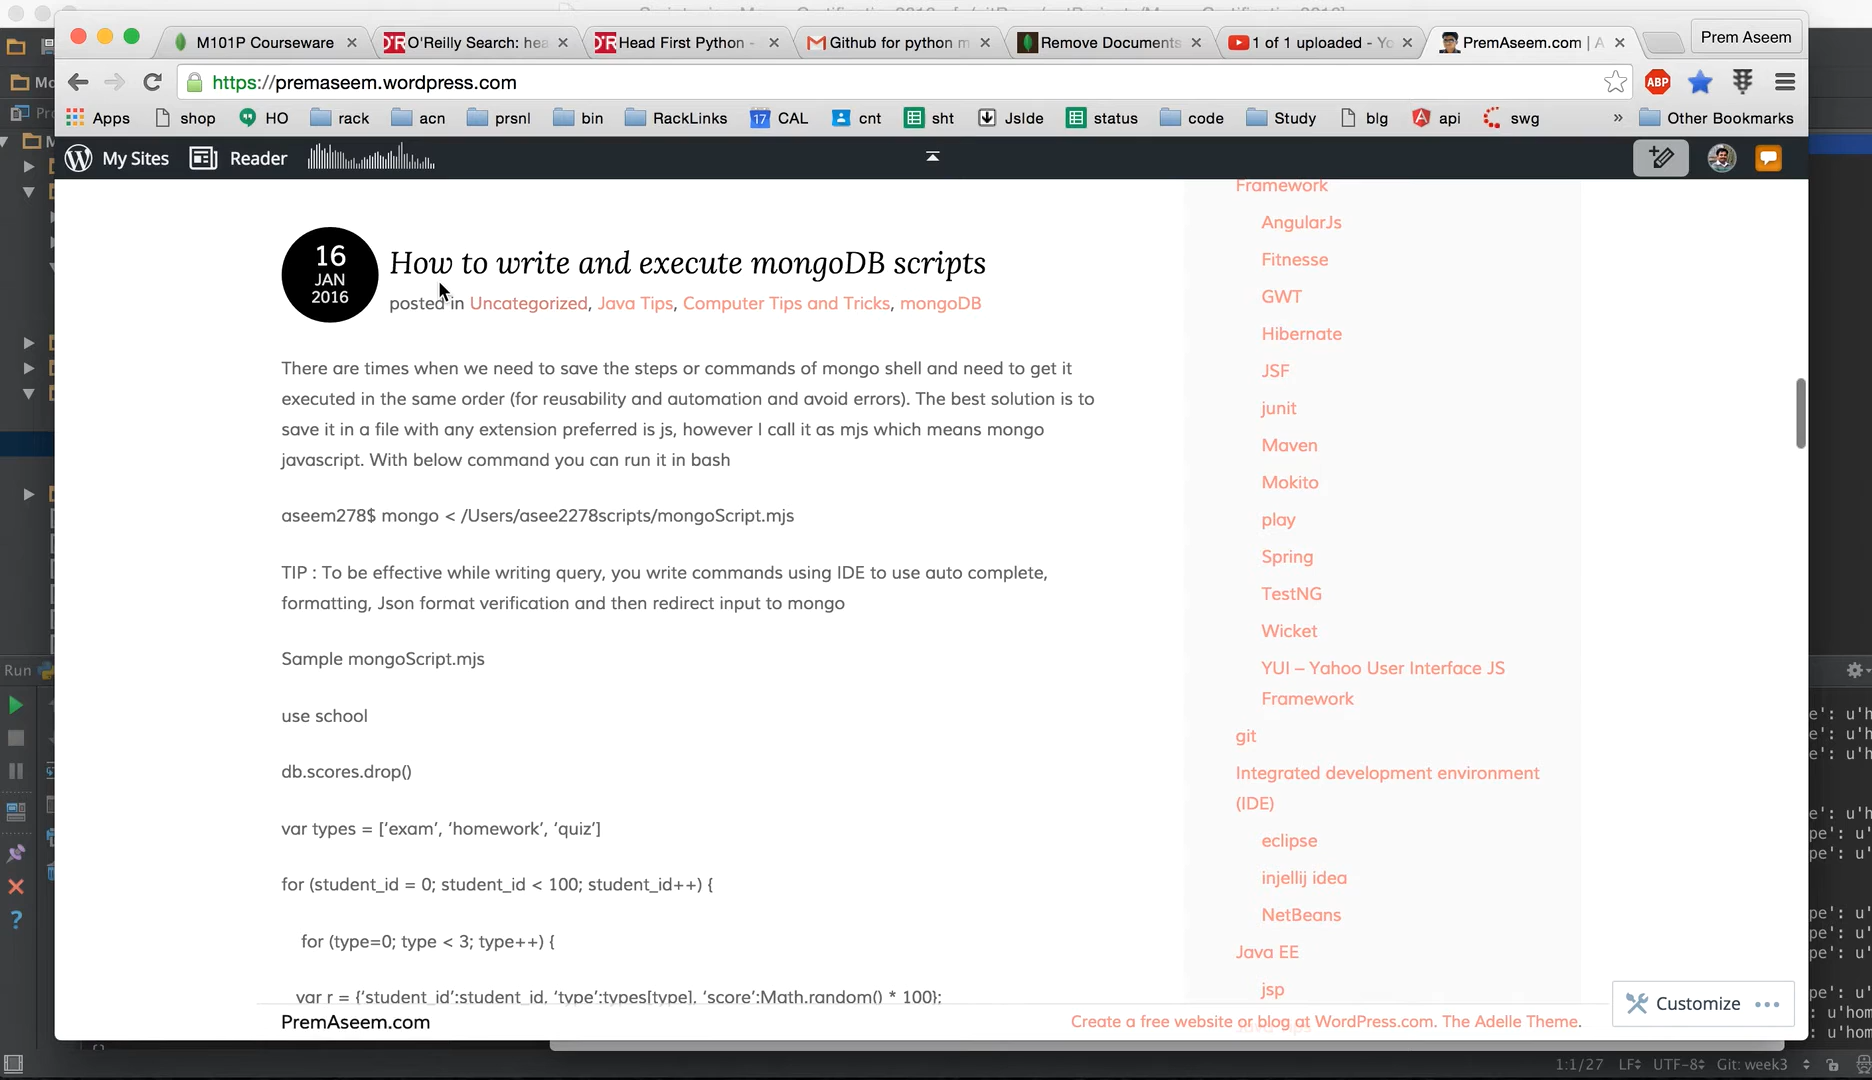 M101P Courseware
O'Reilly Search: hea
Head First Python -
Github for python m
Remove Documents
1 of 1 uploaded - Yo
PremAseem.com | A
Prem Aseem
https://premaseem.wordpress.com
ABP
Apps
shop
HO
rack
acn
prsnl
bin
RackLinks
17 CAL
cnt
sht
JsIde
status
code
Study
blg
api
swg
»
Other Bookmarks
My Sites
Reader
16
JAN
2016
How to write and execute mongoDB scripts
posted in Uncategorized, Java Tips, Computer Tips and Tricks, mongoDB
There are times when we need to save the steps or commands of mongo shell and need to get it
executed in the same order (for reusability and automation and avoid errors). The best solution is to
save it in a file with any extension preferred is js, however I call it as mjs which means mongo
javascript. With below command you can run it in bash
aseem278$ mongo < /Users/asee2278scripts/mongoScript.mjs
TIP : To be effective while writing query, you write commands using IDE to use auto complete,
formatting, Json format verification and then redirect input to mongo
Sample mongoScript.mjs
use school
db.scores.drop()
var types = [‘exam’, ‘homework’, ‘quiz’]
for (student_id = 0; student_id < 100; student_id++) {
for (type=0; type < 3; type++) {
var r = {‘student_id’:student_id, ‘type’:types[type], ‘score’:Math.random() * 100};
Framework
AngularJs
Fitnesse
GWT
Hibernate
JSF
junit
Maven
Mokito
play
Spring
TestNG
Wicket
YUI – Yahoo User Interface JS
Framework
git
Integrated development environment
(IDE)
eclipse
injellij idea
NetBeans
Java EE
jsp
Customize
PremAseem.com
Create a free website or blog at WordPress.com. The Adelle Theme.
Run
1:1/27
LF
UTF-8
Git: week3